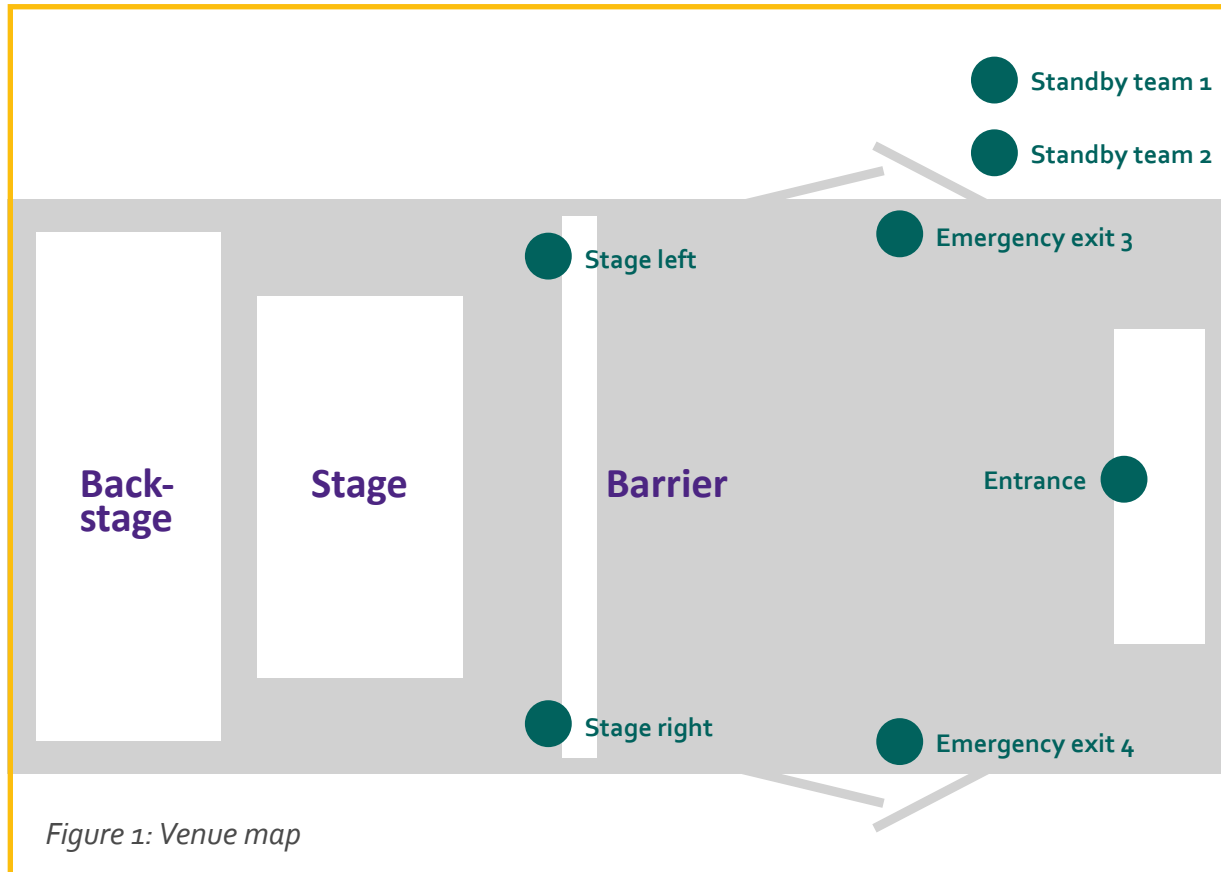 Standby team 1
Standby team 2
Emergency exit 3
Stage left
Back-
stage
Stage
Barrier
Entrance
Stage right
Emergency exit 4
Figure 1: Venue map